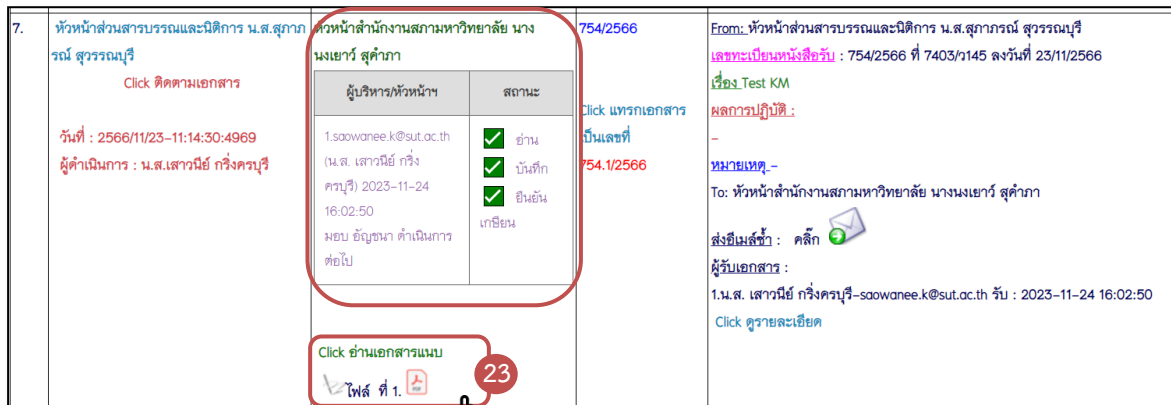 7.
หัวหน้าส่วนสารบรรณและนิติการ น.ส.สุภาภ
รณ์ สุวรรณบุรี
Click ติดตามเอกสาร
วันที่ : 2566/11/23-11:14:30:4969
ผู้ดำเนินการ : น.ส.เสาวนีย์ กริ่งครบุรี
หัวหน้าสำนักงานสภามหาวิทยาลัย นาง
นงเยาว์ สุคำภา
ผู้บริหาร/หัวหน้าฯ
สถานะ
1.saowanee.k@sut.ac.th
(น.ส. เสาวนีย์ กริ่ง
ครบุรี) 2023-11-24
16:02:50
มอบ อัญชนา ดำเนินการ
ต่อไป
อ่าน
บันทึก
ยืนยัน
เกษียน
Click อ่านเอกสารแนบ
ไฟล์ ที่ 1.
23
754/2566
Click แทรกเอกสาร
เป็นเลขที่
754.1/2566
From: หัวหน้าส่วนสารบรรณและนิติการ น.ส.สุภาภรณ์ สุวรรณบุรี
เลขทะเบียนหนังสือรับ : 754/2566 ที่ 7403/ว145 ลงวันที่ 23/11/2566
เรื่อง Test KM
ผลการปฏิบัติ :
-
หมายเหตุ -
To: หัวหน้าสำนักงานสภามหาวิทยาลัย นางนงเยาว์ สุคำภา
ส่งอีเมล์ซ้ำ : คลิ๊ก
ผู้รับเอกสาร :
1.น.ส. เสาวนีย์ กริ่งครบุรี-saowanee.k@sut.ac.th รับ : 2023-11-24 16:02:50
Click ดูรายละเอียด